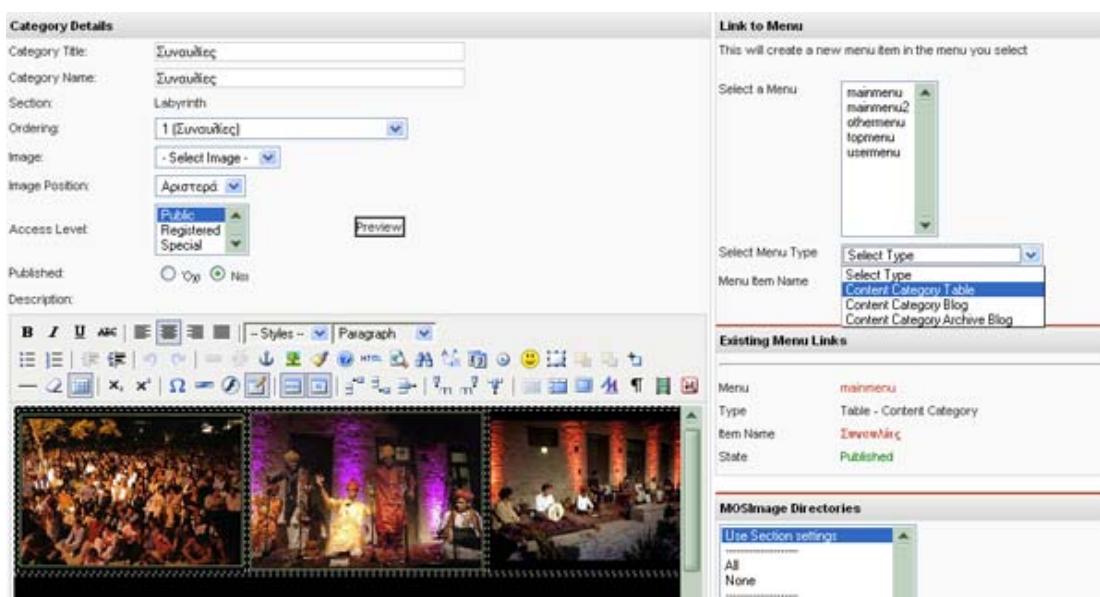 Category Details
Category Title: Συναυλίες
Category Name: Συναυλίες
Section: Labyrinth
Ordering: 1 (Συναυλίες)
Image: - Select Image -
Image Position: Αριστερά
Access Level: Public
Registered
Special
Preview
Published: Όχι Ναι
Description:
B I U ABC -- Styles -- Paragraph
HTML
Link to Menu
This will create a new menu item in the menu you select
Select a Menu
mainmenu
mainmenu2
othermenu
topmenu
usermenu
Select Menu Type Select Type
Select Type
Content Category Table
Content Category Blog
Content Category Archive Blog
Menu Item Name
Existing Menu Links
Menu mainmenu
Type Table - Content Category
Item Name Συναυλίες
State Published
MOSImage Directories
Use Section settings
All
None